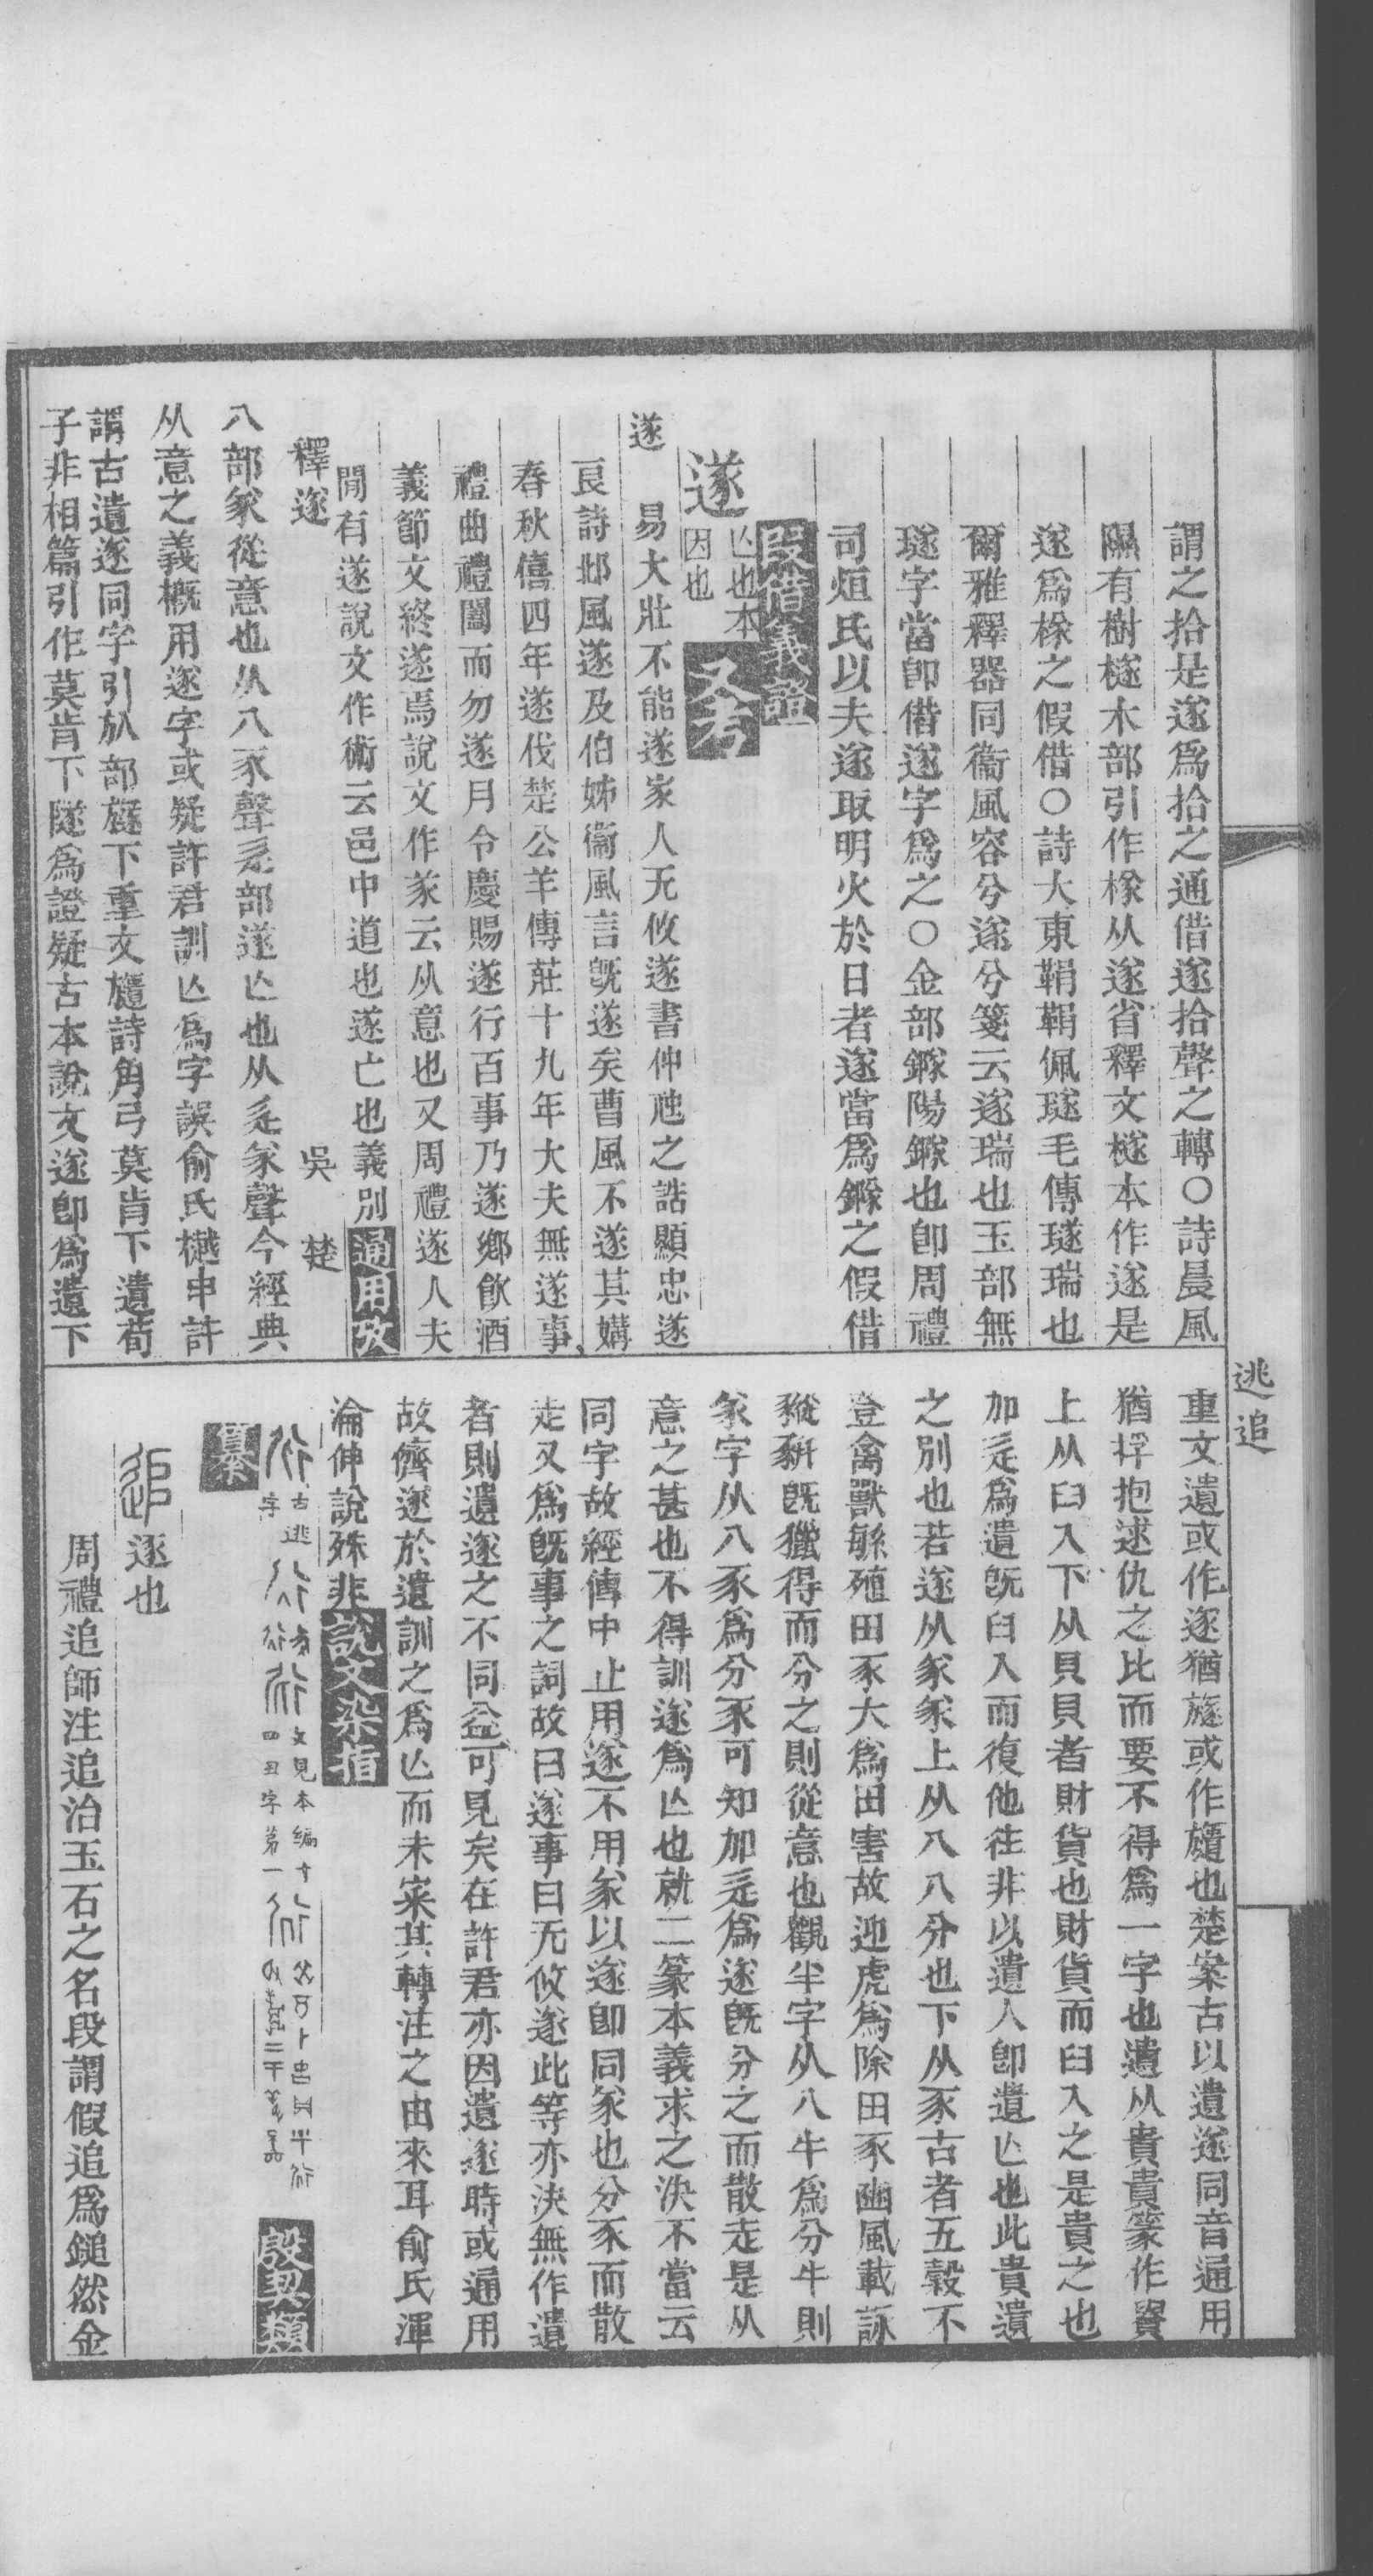 謂之拾是遂爲拾之通借遂拾聲之轉○詩晨風
隰有樹檖木部引作㮏从遂省釋文檖本作遂是
遂爲㮏之假借○詩大東鞙鞙佩璲毛傳璲瑞也
爾雅釋器同衞風容兮遂兮箋云遂瑞也玉部無
璲字當卽借遂字爲之○金部鐆陽鐆也卽周禮
司烜氏以夫遂取明火於日者遂當爲鐆之假借
叚借義證
遂 亾也本
因也
又考
遂 易大壯不能遂家人无攸遂書仲虺之誥顯忠遂
良詩邶風遂及伯姊衞風言旣遂矣曹風不遂其媾
春秋僖四年遂伐楚公羊傳莊十九年大夫無遂事
禮曲禮闔而勿遂月令慶賜遂行百事乃遂鄉飲酒
義節文終遂焉說文作㒸云从意也又周禮遂人夫
閒有遂說文作術云邑中道也遂亡也義別 通用攷
釋遂 吳 楚
八部㒸從意也从八豕聲辵部遂亾也从辵㒸聲今經典
从意之義槪用遂字或疑許君訓亾爲字誤俞氏樾申許
謂古遺遂同字引㫃部旞下重文𣄚詩角弓莫肯下遺荀
子非相篇引作莫肯下隧爲證疑古本說文遂卽爲遺下
逃追
重文遺或作遂猶旞或作𣄚也楚案古以遺遂同音通用
猶捊抱逑仇之比而要不得爲一字也遺从貴貴篆作𧷓
上从臼入下从貝貝者財貨也財貨而臼入之是貴之也
加辵爲遺旣臼入而復他往非以遺人卽遺亾也此貴遺
之別也若遂从㒸㒸上从八八分也下从豕古者五穀不
登禽獸緐殖田豕大爲田害故迎虎爲除田豕豳風載詠
豵豜旣獵得而分之則從意也觀半字从八牛爲分牛則
㒸字从八豕爲分豕可知加辵爲遂旣分之而散走是从
意之甚也不得訓遂爲亾也就二篆本義求之決不當云
同字故經傳中止用遂不用㒸以遂卽同㒸也分豕而散
走又爲旣事之詞故曰遂事曰无攸遂此等亦決無作遺
者則遺遂之不同益可見矣在許君亦因遺遂時或通用
故儕遂於遺訓之爲亾而未寀其轉注之由來耳俞氏渾
淪伸說殊非 說文染指
古逃字
文見本編
四丑字第一
殷契類
纂
追 逐也
周禮追師注追治玉石之名段謂假追爲鎚然金